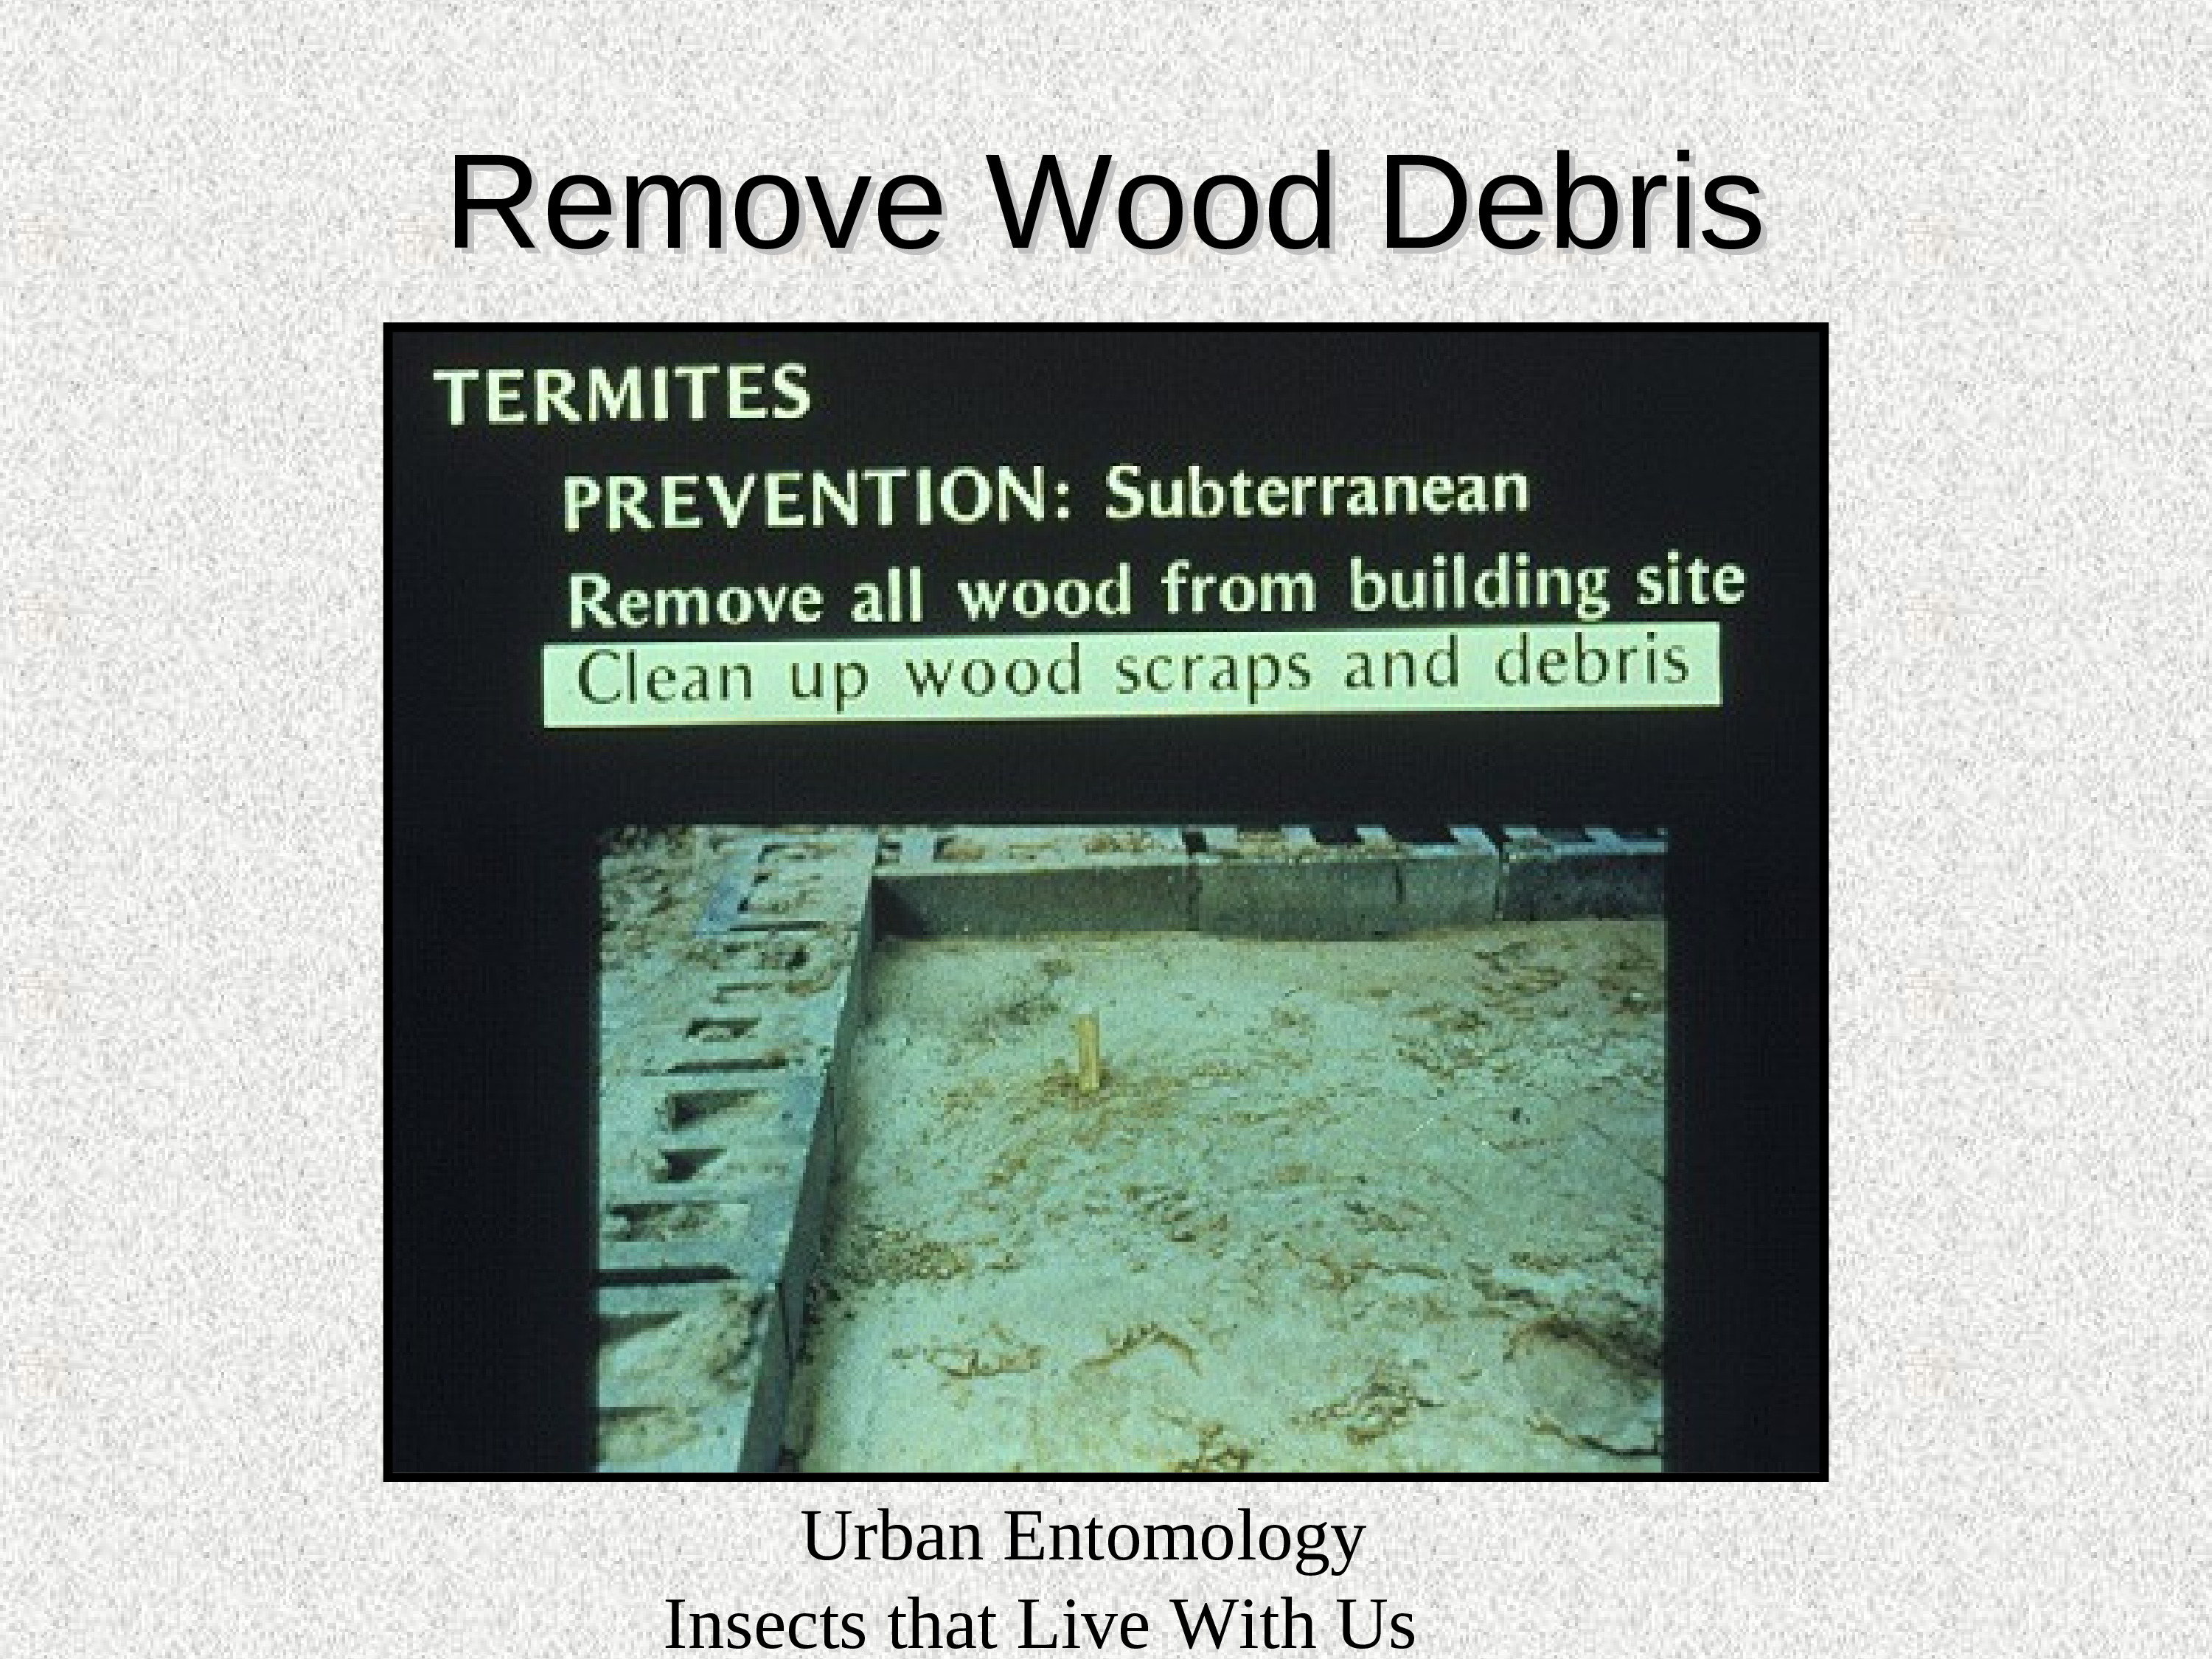 Remove Wood Debris
TERMITES
PREVENTION: Subterranean
Remove all wood from building site
Clean up wood scraps and debris
Urban Entomology
Insects that Live With Us